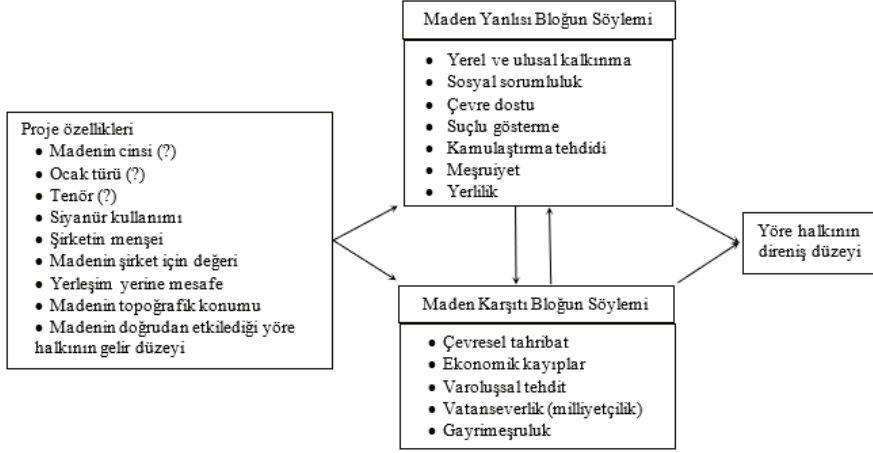 Maden Yanlısı Bloğun Söylemi
• Yerel ve ulusal kalkınma
• Sosyal sorumluluk
• Çevre dostu
• Suçlu gösterme
• Kamulaştırma tehdidi
• Meşruiyet
• Yerlilik
Proje özellikleri
• Madenin cinsi (?)
• Ocak türü (?)
• Tenör (?)
• Siyanür kullanımı
• Şirketin menşei
• Madenin şirket için değeri
• Yerleşim yerine mesafe
• Madenin topoğrafik konumu
• Madenin doğrudan etkilediği yöre
halkının gelir düzeyi
Yöre halkının
direniş düzeyi
Maden Karşıtı Bloğun Söylemi
• Çevresel tahribat
• Ekonomik kayıplar
• Varoluşsal tehdit
• Vatanseverlik (milliyetçilik)
• Gayrimeşruluk